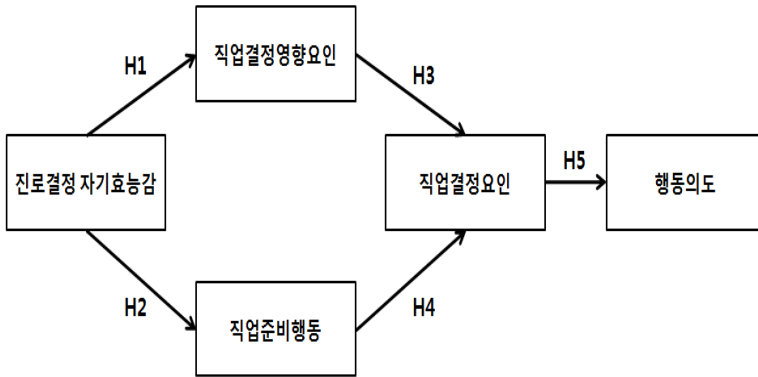 직업결정영향요인
H1
H3
진로결정 자기효능감
직업결정요인
H5
행동의도
H2
H4
직업준비행동